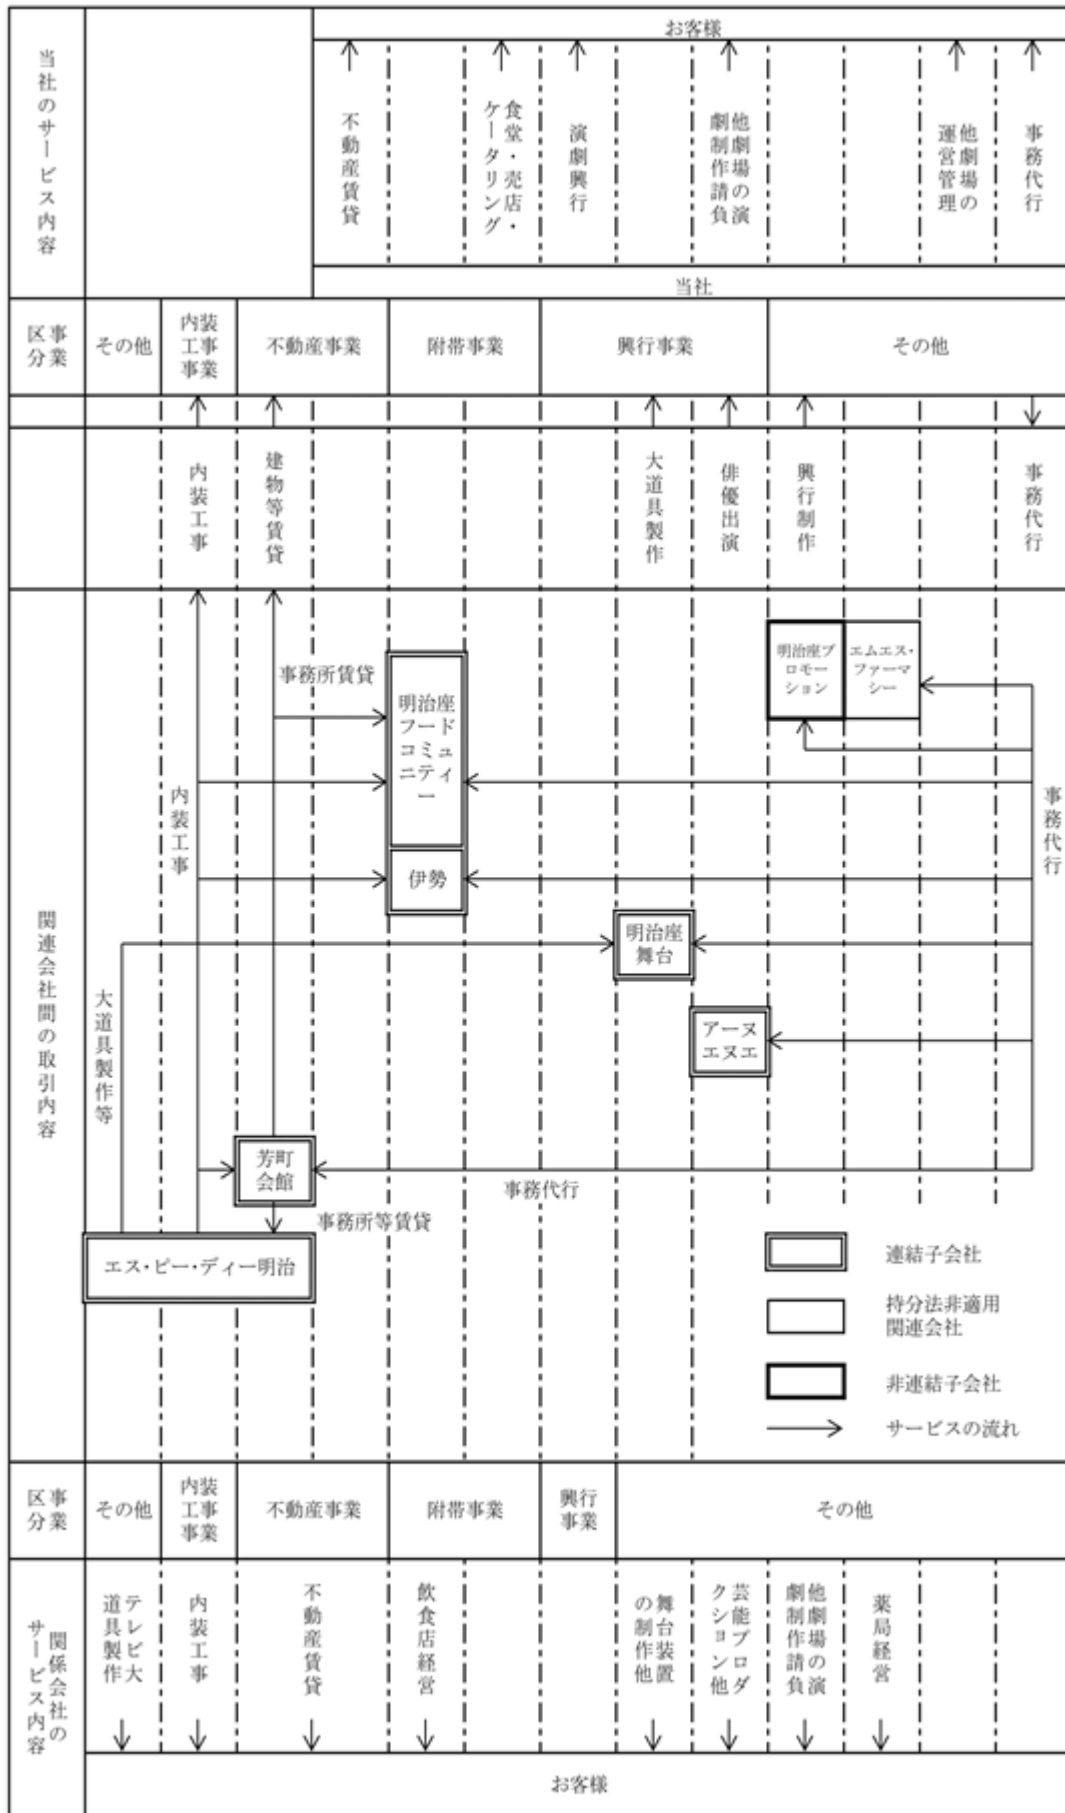 お客様
当社のサービス内容
不動産賃貸
食堂・売店・
ケータリング
演劇興行
他劇場の演
劇制作請負
他劇場の
運営管理
事務代行
当社
事業
区分
その他
内装
工事
事業
不動産事業
附帯事業
興行事業
その他
内装工事
建物等賃貸
大道具製作
俳優出演
興行制作
事務代行
関連会社間の取引内容
事務所賃貸
明治座
フード
コミュ
ニティ
ー
明治座プ
ロモー
ション
エムエス・
ファーマ
シー
内装工事
事務代行
伊勢
明治座
舞台
大道具製作等
アーヌ
エヌエ
芳町
会館
事務代行
事務所等賃貸
エス・ピー・ディー明治
連結子会社
持分法非適用
関連会社
非連結子会社
サービスの流れ
事業
区分
その他
内装
工事
事業
不動産事業
附帯事業
興行
事業
その他
関係会社の
サービス内容
テレビ大
道具製作
内装工事
不動産賃貸
飲食店経営
舞台装置
の制作他
芸能プロダ
クション他
他劇場の演
劇制作請負
薬局経営
お客様